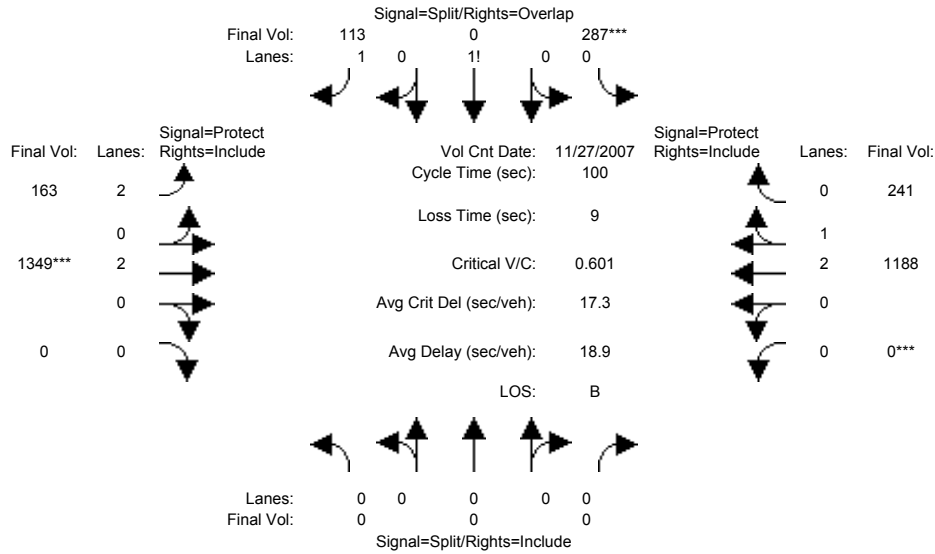 Signal=Split/Rights=Overlap
Final Vol: 113 0 287***
Lanes: 1 0 1! 0 0
Signal=Protect
Final Vol: Lanes: Rights=Include
Vol Cnt Date: 11/27/2007
Signal=Protect
Rights=Include Lanes: Final Vol:
Cycle Time (sec): 100
163 2
0 241
Loss Time (sec): 9
0
1
1349*** 2
Critical V/C: 0.601
2 1188
0
Avg Crit Del (sec/veh): 17.3
0
0 0
Avg Delay (sec/veh): 18.9
0 0***
LOS: B
Lanes: 0 0 0 0 0
Final Vol: 0 0 0
Signal=Split/Rights=Include